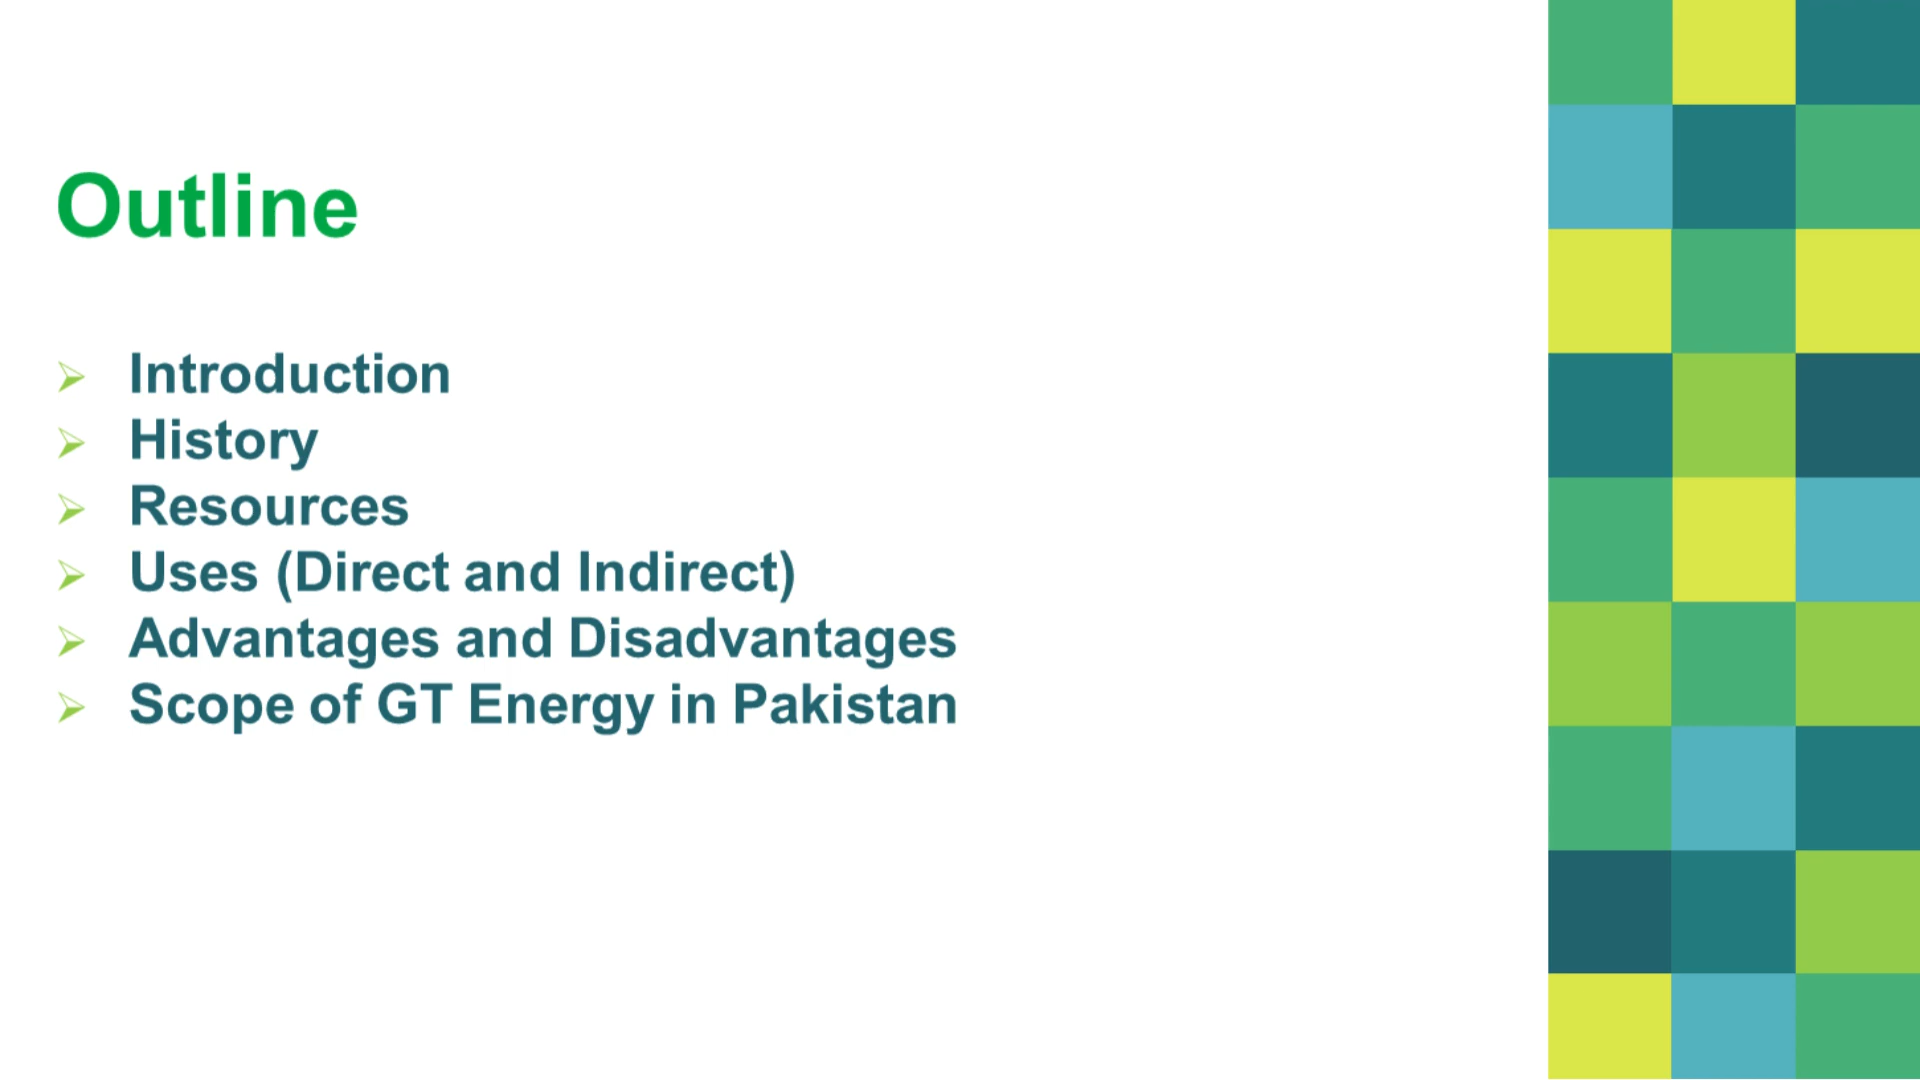 Outline
Introduction
History
Resources
Uses (Direct and Indirect)
Advantages and Disadvantages
Scope of GT Energy in Pakistan